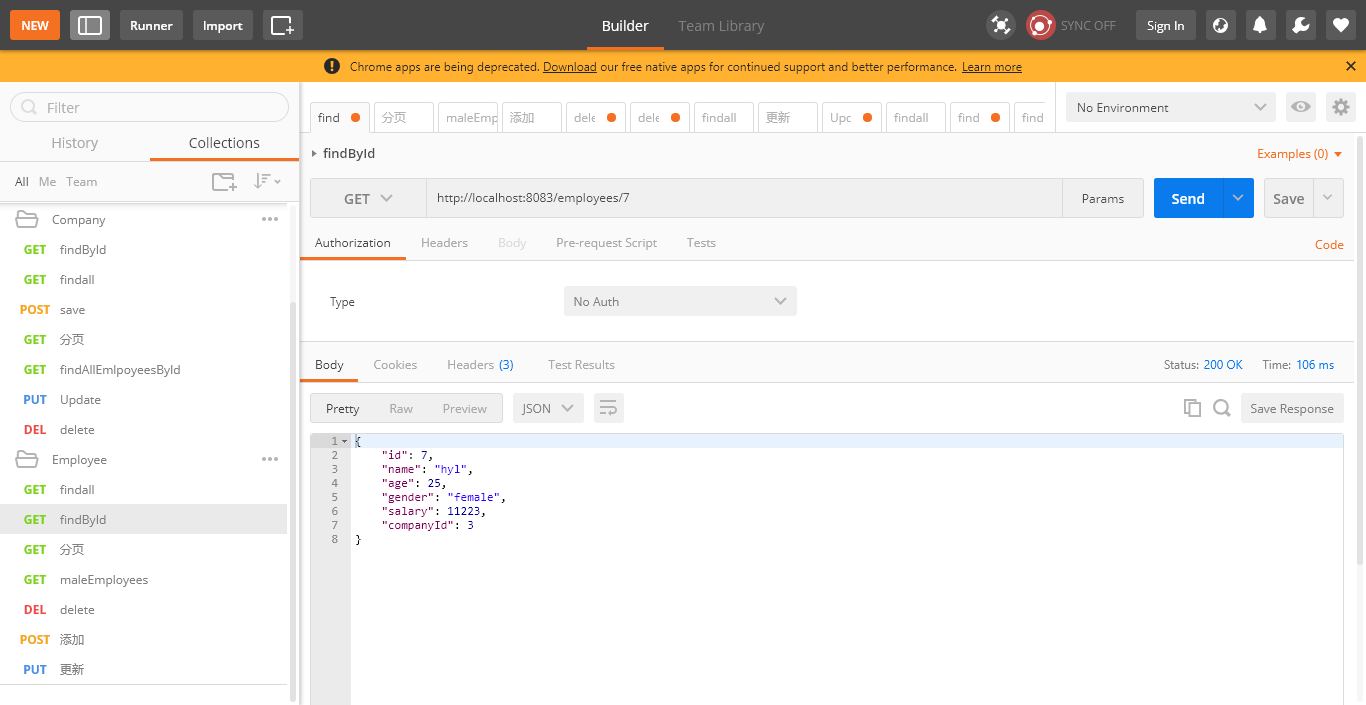 NEW Runner Import Builder Team Library SYNC OFF Sign In
Chrome apps are being deprecated. Download our free native apps for continued support and better performance. Learn more
Filter
History Collections
All Me Team
Company
GET findById
GET findall
POST save
GET 分页
GET findAllEmlpoyeesById
PUT Update
DEL delete
Employee
GET findall
GET findById
GET 分页
GET maleEmployees
DEL delete
POST 添加
PUT 更新
find 分页 maleEmp 添加 dele dele findall 更新 Upc findall find find
No Environment
findById
Examples (0)
GET http://localhost:8083/employees/7 Params Send Save
Authorization Headers Body Pre-request Script Tests Code
Type No Auth
Body Cookies Headers (3) Test Results Status: 200 OK Time: 106 ms
Pretty Raw Preview JSON Save Response
1 {
2 "id": 7,
3 "name": "hyl",
4 "age": 25,
5 "gender": "female",
6 "salary": 11223,
7 "companyId": 3
8 }